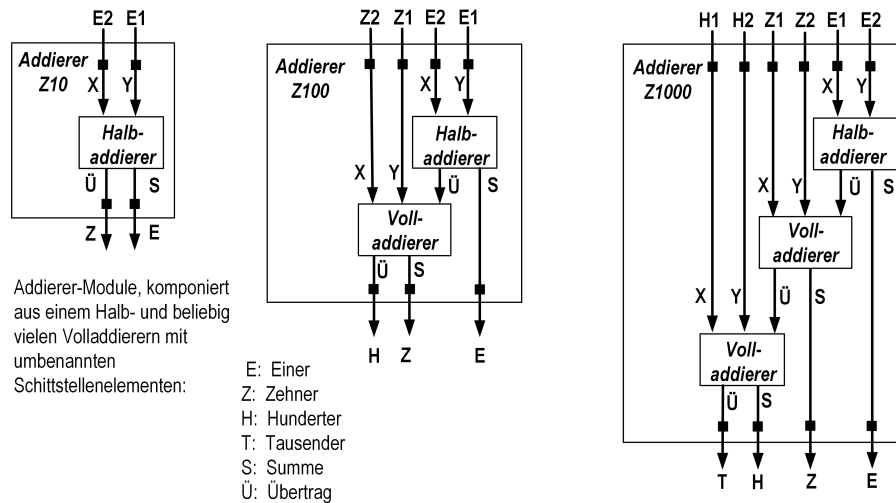 E2 E1
Addierer
Z10
X Y
Halb-
addierer
Ü S
Z E
Z2 Z1 E2 E1
Addierer
Z100
X Y
Halb-
addierer
X Y Ü S
Voll-
addierer
Ü S
H Z E
H1 H2 Z1 Z2 E1 E2
Addierer
Z1000
X Y
Halb-
addierer
X Y Ü S
Voll-
addierer
X Y Ü S
Voll-
addierer
Ü S
T H Z E
Addierer-Module, komponiert
aus einem Halb- und beliebig
vielen Volladdierern mit
umbenannten
Schittstellenelementen:
E: Einer
Z: Zehner
H: Hunderter
T: Tausender
S: Summe
Ü: Übertrag